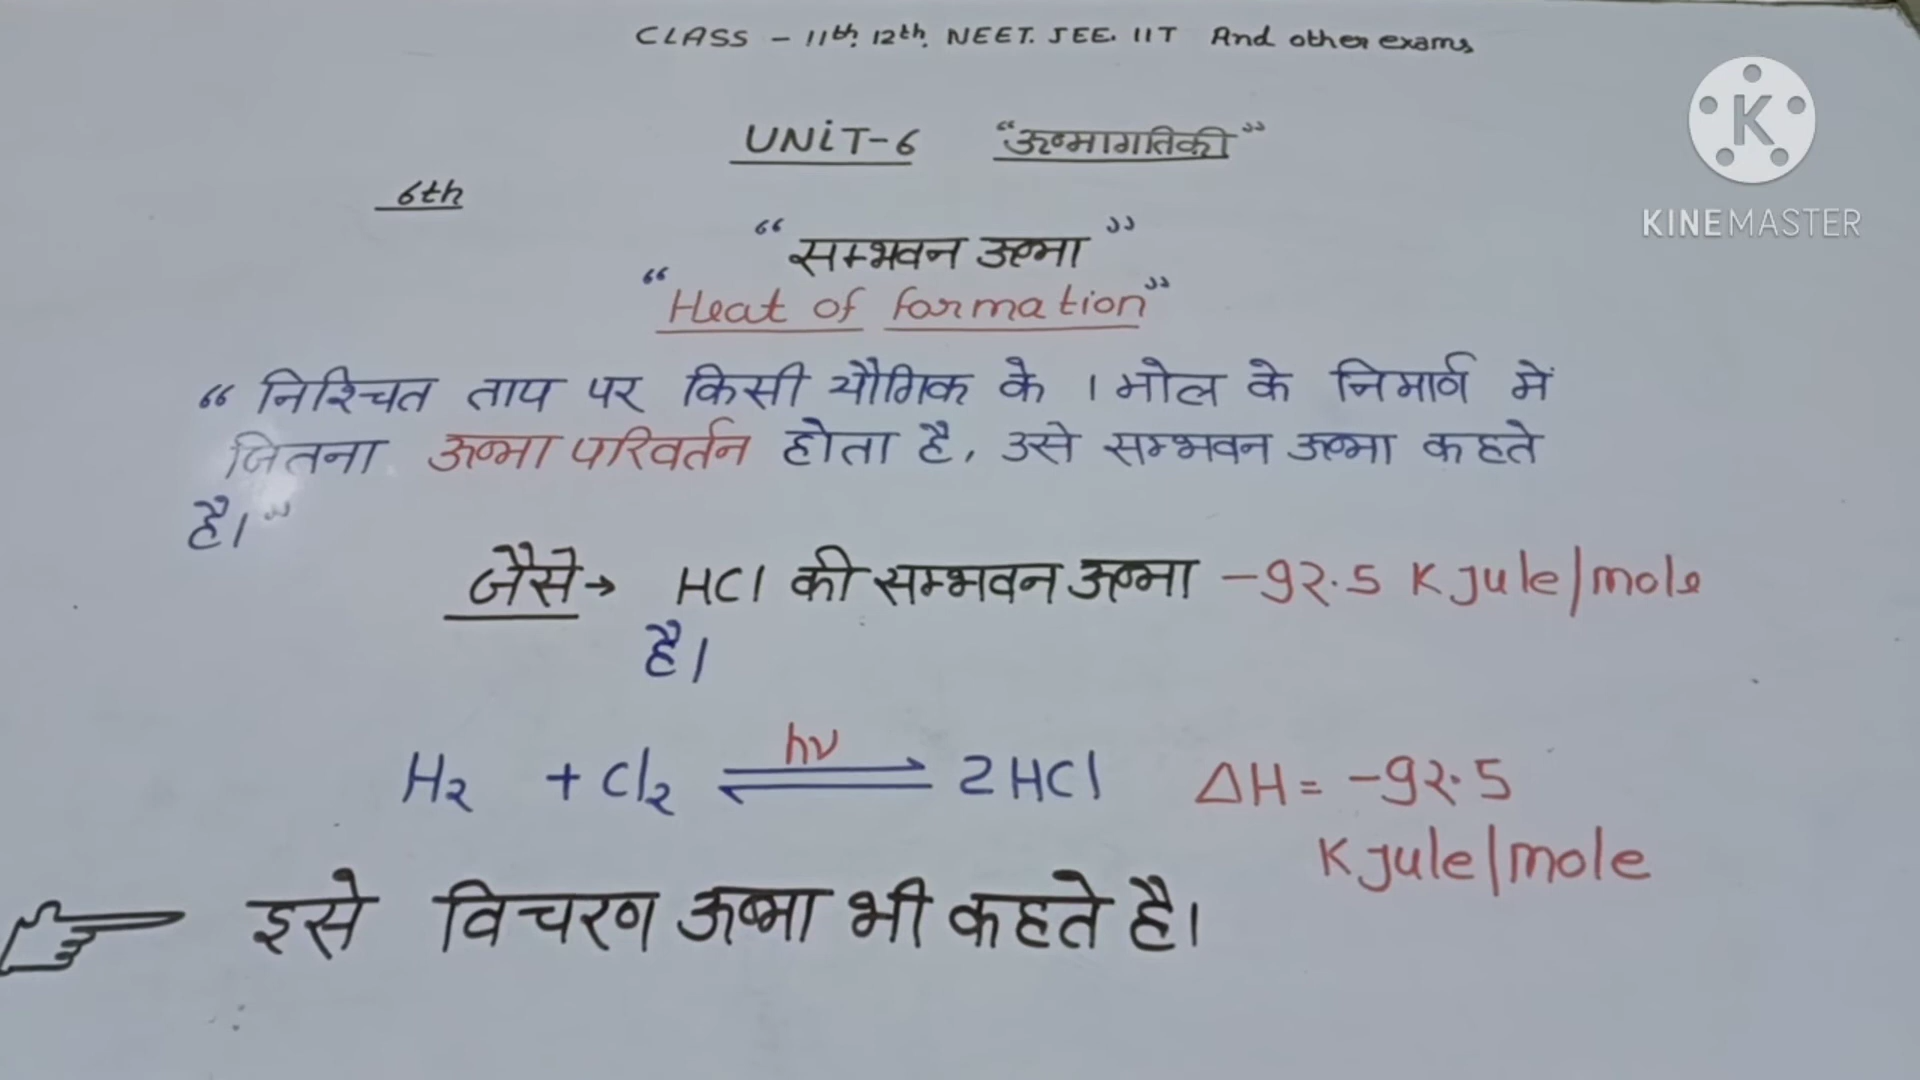 CLASS - 11th, 12th, NEET. JEE. IIT And other exams
KINEMASTER
UNiT-6 "ऊष्मागतिकी"
6th
"सम्भवन ऊष्मा"
"Heat of formation"
"निश्चित ताप पर किसी यौगिक के 1 मोल के निमार्ण में
जितना ऊष्मा परिवर्तन होता है, उसे सम्भवन ऊष्मा कहते
है।"
जैसे→ HCl की सम्भवन ऊष्मा -92.5 K Jule/mole
है।
H₂ + Cl₂ ⇌ hν 2HCl ΔH = -92.5
K Jule/mole
इसे विचरण ऊष्मा भी कहते है।